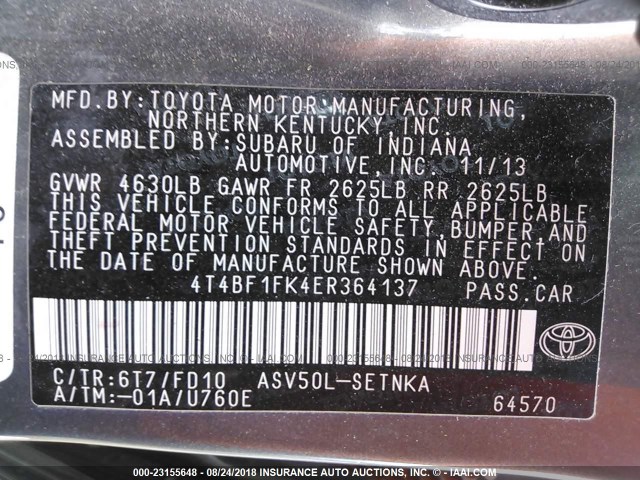 MFD.BY:TOYOTA MOTOR MANUFACTURING,
NORTHERN KENTUCKY,INC.
ASSEMBLED BY:SUBARU OF INDIANA
AUTOMOTIVE,INC. 11/13
GVWR 4630LB GAWR FR 2625LB RR 2625LB
THIS VEHICLE CONFORMS TO ALL APPLICABLE
FEDERAL MOTOR VEHICLE SAFETY,BUMPER,AND
THEFT PREVENTION STANDARDS IN EFFECT ON
THE DATE OF MANUFACTURE SHOWN ABOVE.
4T4BF1FK4ER364137 PASS.CAR
C/TR:6T7/FD10 ASV50L-SETNKA
A/TM:-01A/U760E 64570
000-23155648 - 08/24/2018 INSURANCE AUTO AUCTIONS, INC. - IAAI.COM